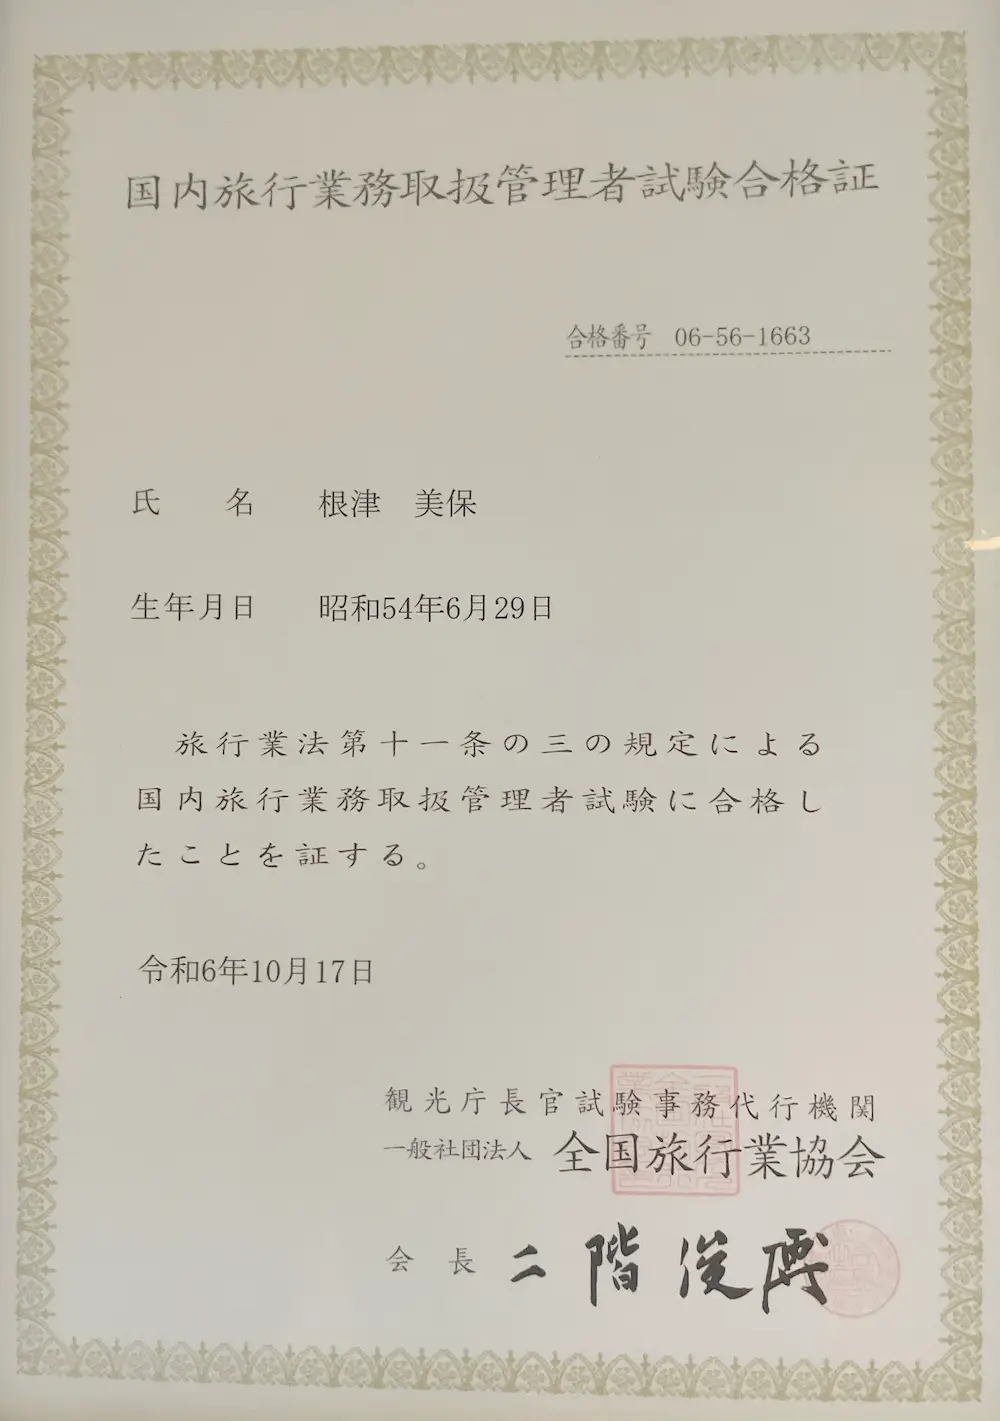 国内旅行業務取扱管理者試験合格証
合格番号 06-56-1663
氏 名 根津 美保
生年月日 昭和54年6月29日
旅行業法第十一条の三の規定による
国内旅行業務取扱管理者試験に合格し
たことを証する。
令和6年10月17日
観光庁長官試験事務代行機関
一般社団法人 全国旅行業協会
会 長 二階俊博